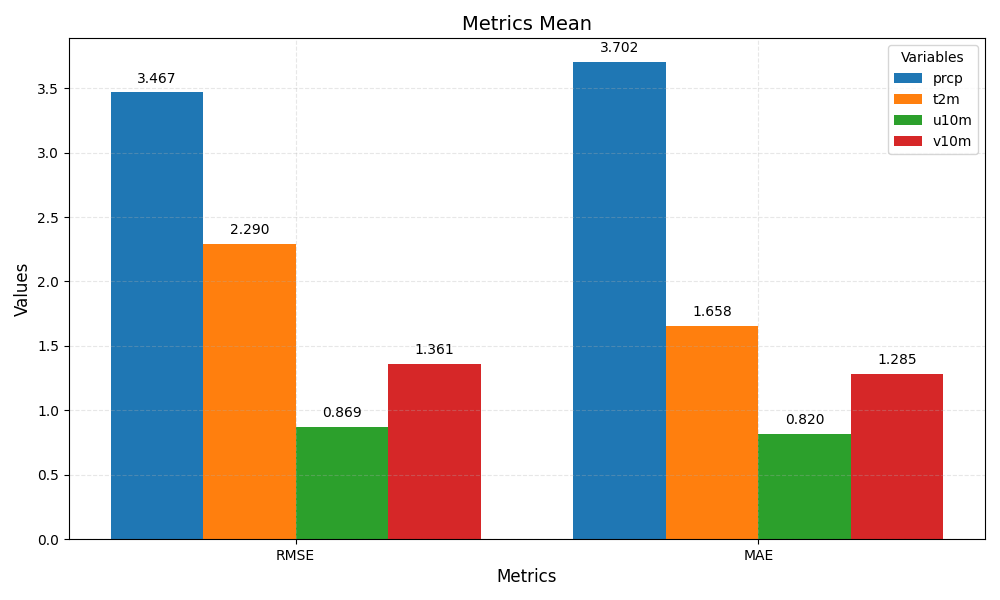 Metrics Mean
Values
3.5
3.0
2.5
2.0
1.5
1.0
0.5
0.0
3.467
2.290
0.869
1.361
3.702
1.658
0.820
1.285
Variables
prcp
t2m
u10m
v10m
RMSE
MAE
Metrics